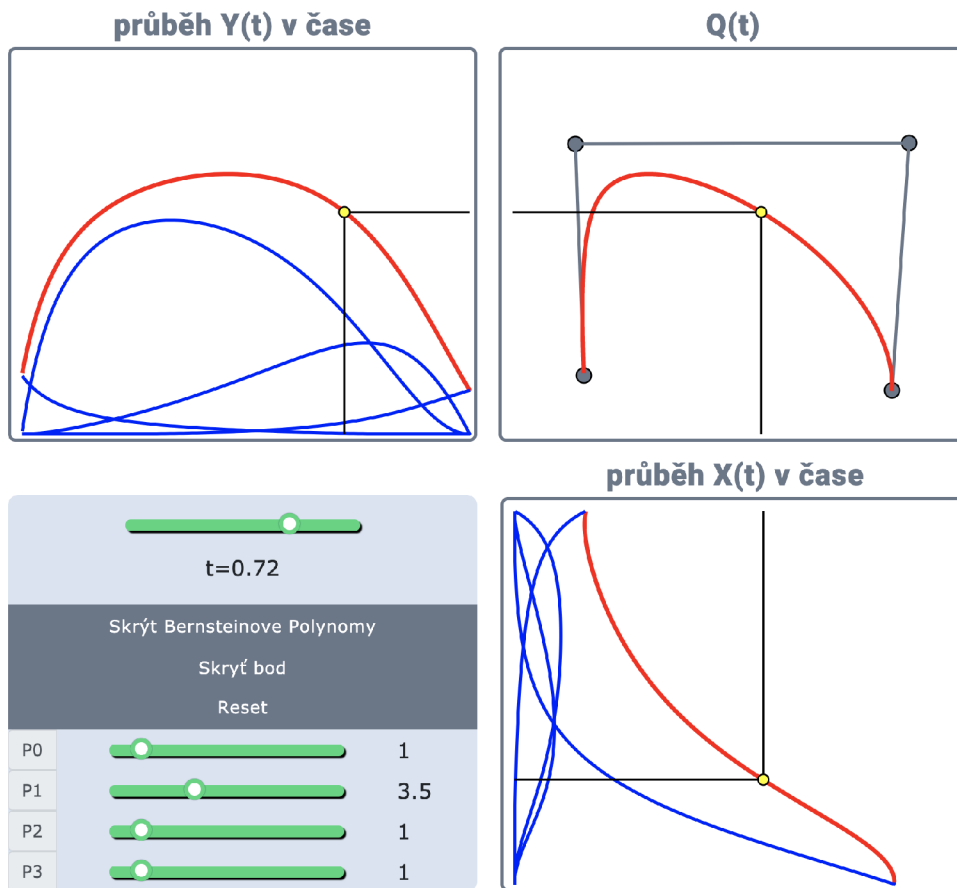 průběh Y(t) v čase
Q(t)
průběh X(t) v čase
t=0.72
Skrýt Bernsteinove Polynomy
Skryť bod
Reset
P0 1
P1 3.5
P2 1
P3 1